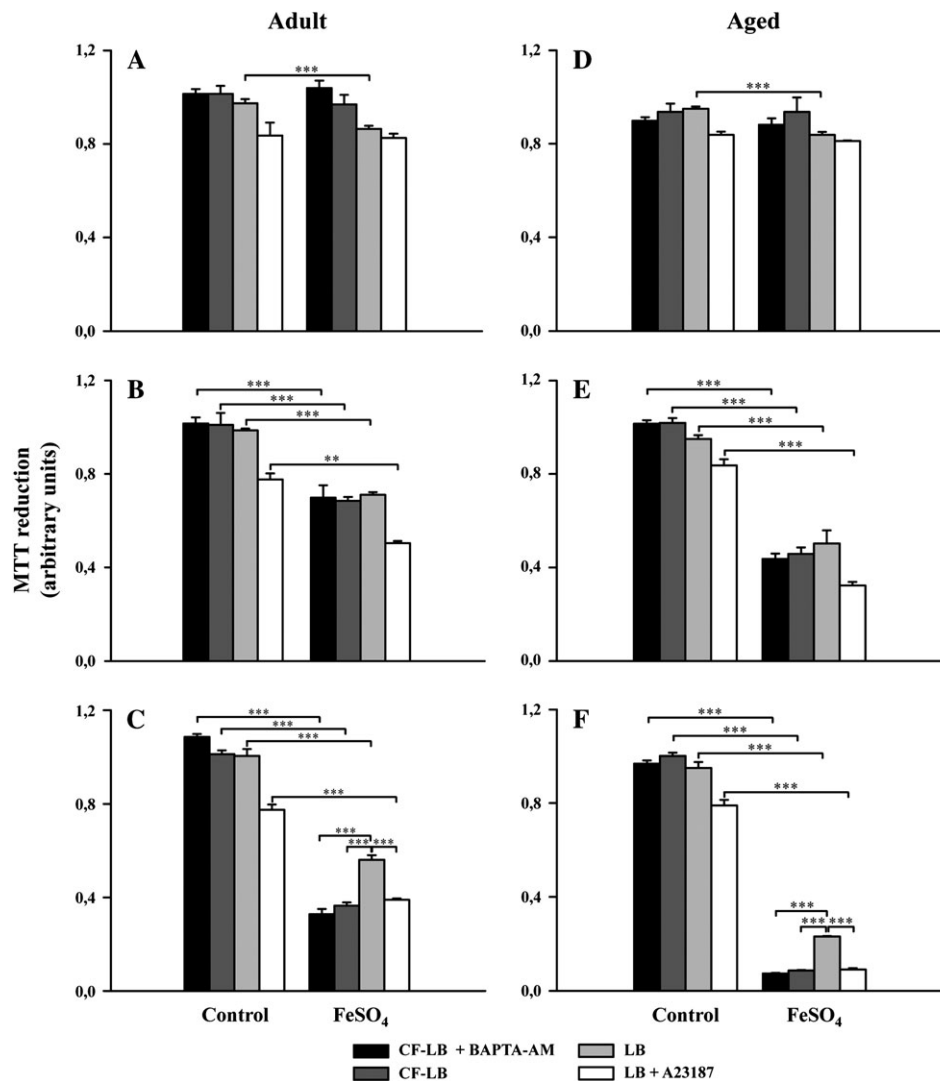 Adult
Aged
A
1,2
0,8
0,4
0,0
***
D
1,2
0,8
0,4
0,0
***
MTT reduction
(arbitrary units)
B
1,2
0,8
0,4
0,0
***
***
***
**
E
1,2
0,8
0,4
0,0
***
***
***
***
C
1,2
0,8
0,4
0,0
***
***
***
***
***
*** ***
F
1,2
0,8
0,4
0,0
***
***
***
***
***
*** ***
Control FeSO₄
Control FeSO₄
CF-LB + BAPTA-AM
LB
CF-LB
LB + A23187